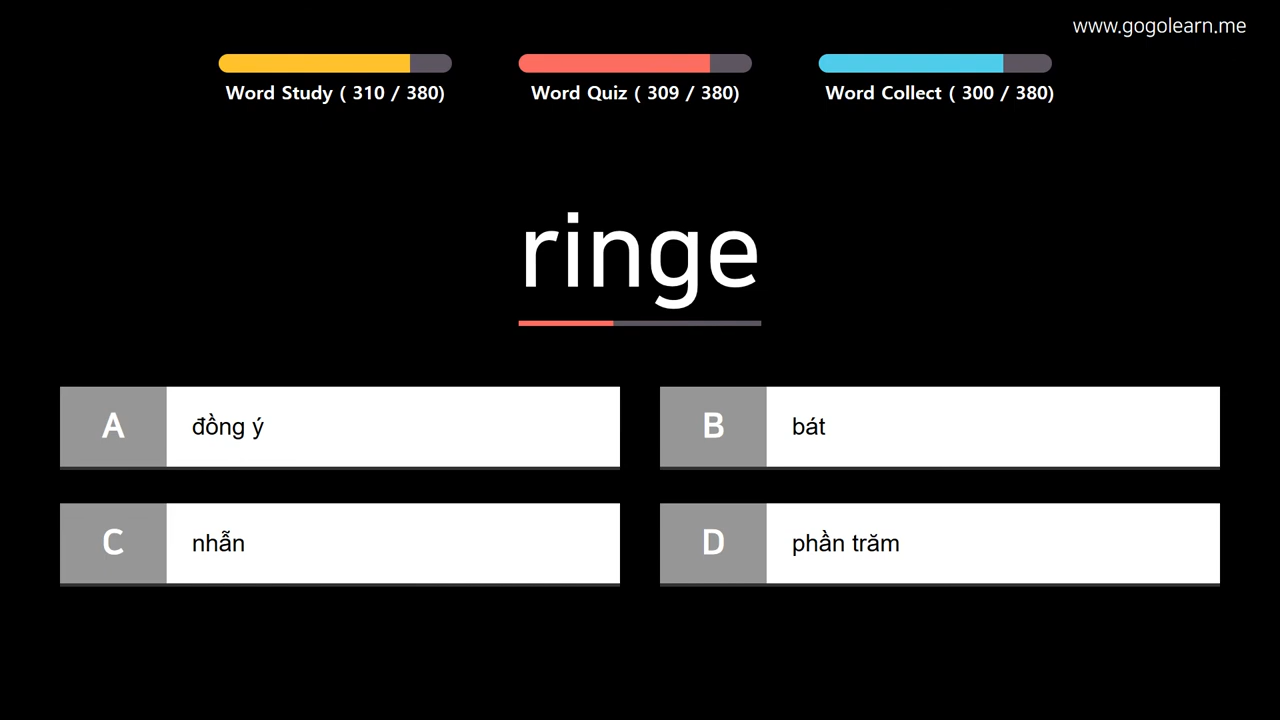 www.gogolearn.me
Word Study ( 310 / 380)
Word Quiz ( 309 / 380)
Word Collect ( 300 / 380)
ringe
A
đồng ý
B
bát
C
nhẫn
D
phần trăm